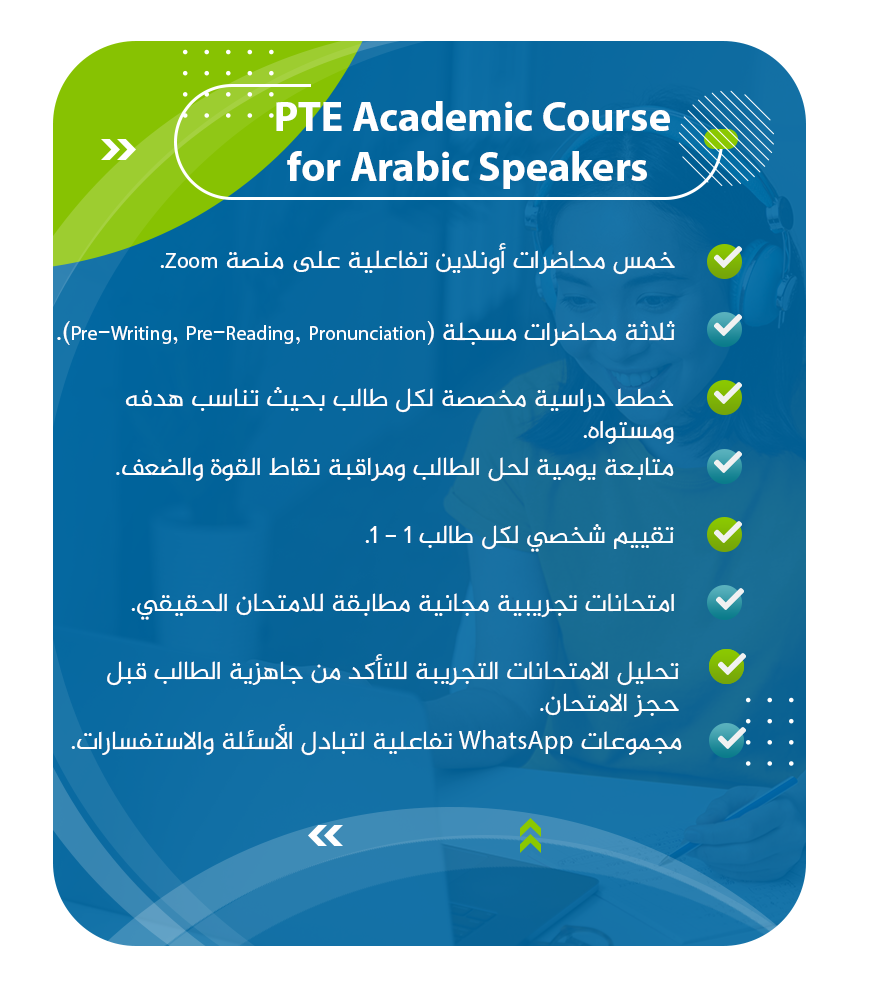 PTE Academic Course
for Arabic Speakers
خمس محاضرات أونلاين تفاعلية على منصة Zoom.
ثلاثة محاضرات مسجلة (Pre-Writing, Pre-Reading, Pronunciation).
خطط دراسية مخصصة لكل طالب بحيث تناسب هدفه
ومستواه.
متابعة يومية لحل الطالب ومراقبة نقاط القوة والضعف.
تقييم شخصي لكل طالب 1 - 1.
امتحانات تجريبية مجانية مطابقة للامتحان الحقيقي.
تحليل الامتحانات التجريبة للتأكد من جاهزية الطالب قبل
حجز الامتحان.
مجموعات WhatsApp تفاعلية لتبادل الأسئلة والاستفسارات.